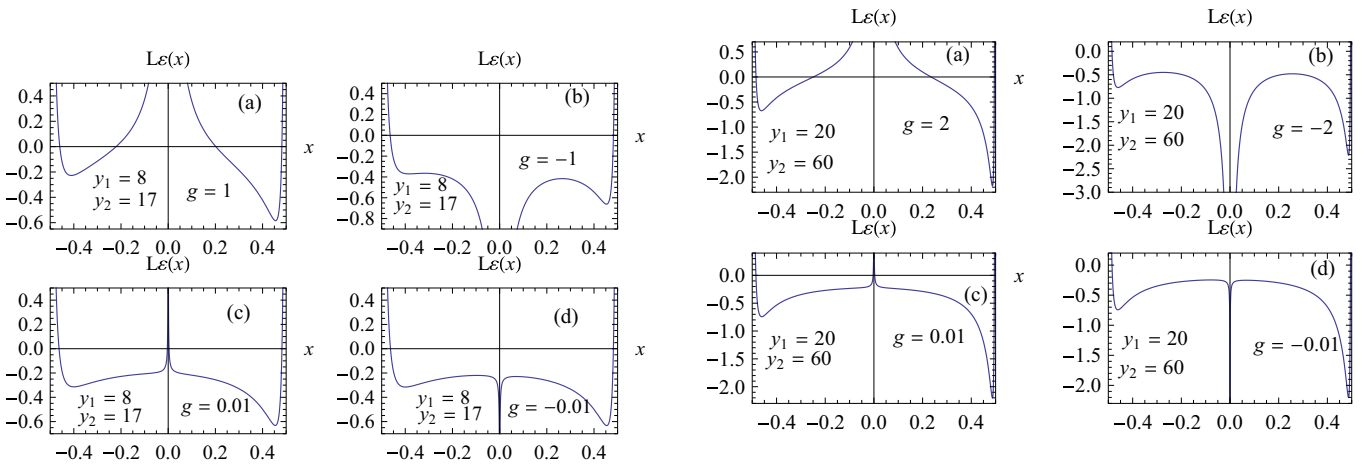 Lε(x)
0.4
0.2
0.0
−0.2
−0.4
−0.6
(a)
x
y₁ = 8
y₂ = 17
g = 1
−0.4 −0.2 0.0 0.2 0.4
Lε(x)
0.4
0.2
0.0
−0.2
−0.4
−0.6
−0.8
(b)
g = −1
y₁ = 8
y₂ = 17
−0.4 −0.2 0.0 0.2 0.4
Lε(x)
0.4
0.2
0.0
−0.2
−0.4
−0.6
(c)
x
y₁ = 8
y₂ = 17
g = 0.01
−0.4 −0.2 0.0 0.2 0.4
Lε(x)
0.4
0.2
0.0
−0.2
−0.4
−0.6
(d)
y₁ = 8
y₂ = 17
g = −0.01
−0.4 −0.2 0.0 0.2 0.4
Lε(x)
0.5
0.0
−0.5
−1.0
−1.5
−2.0
(a)
x
y₁ = 20
y₂ = 60
g = 2
−0.4 −0.2 0.0 0.2 0.4
Lε(x)
0.0
−0.5
−1.0
−1.5
−2.0
−2.5
−3.0
(b)
y₁ = 20
y₂ = 60
g = −2
−0.4 −0.2 0.0 0.2 0.4
Lε(x)
0.0
−0.5
−1.0
−1.5
−2.0
(c)
x
y₁ = 20
y₂ = 60
g = 0.01
−0.4 −0.2 0.0 0.2 0.4
Lε(x)
0.0
−0.5
−1.0
−1.5
−2.0
(d)
y₁ = 20
y₂ = 60
g = −0.01
−0.4 −0.2 0.0 0.2 0.4